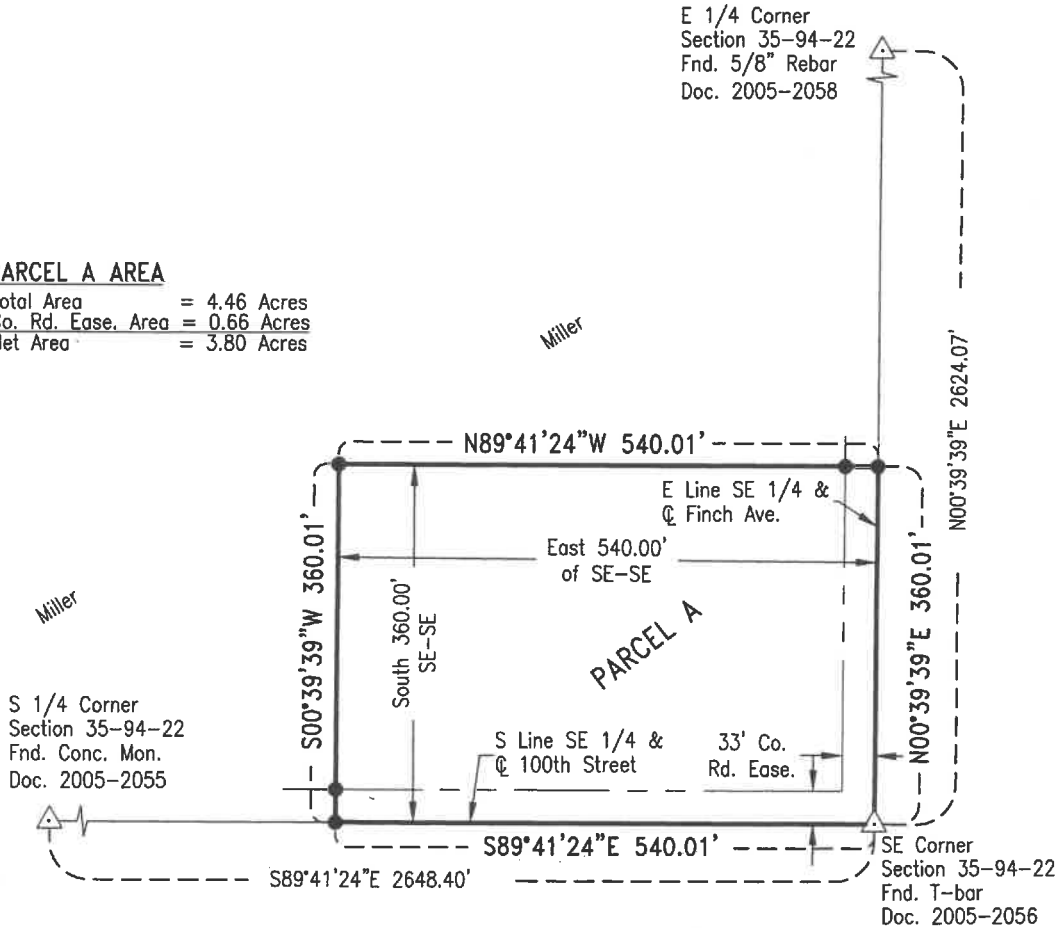 E 1/4 Corner
Section 35-94-22
Fnd. 5/8" Rebar
Doc. 2005-2058
ARCEL A AREA
otal Area = 4.46 Acres
Co. Rd. Ease. Area = 0.66 Acres
let Area = 3.80 Acres
Miller
N00°39'39"E 2624.07'
N89°41'24"W 540.01'
E Line SE 1/4 &
℄ Finch Ave.
East 540.00'
of SE-SE
S00°39'39"W 360.01'
South 360.00'
SE-SE
PARCEL A
N00°39'39"E 360.01'
Miller
S 1/4 Corner
Section 35-94-22
Fnd. Conc. Mon.
Doc. 2005-2055
S Line SE 1/4 &
℄ 100th Street
33' Co.
Rd. Ease.
S89°41'24"E 540.01'
S89°41'24"E 2648.40'
SE Corner
Section 35-94-22
Fnd. T-bar
Doc. 2005-2056